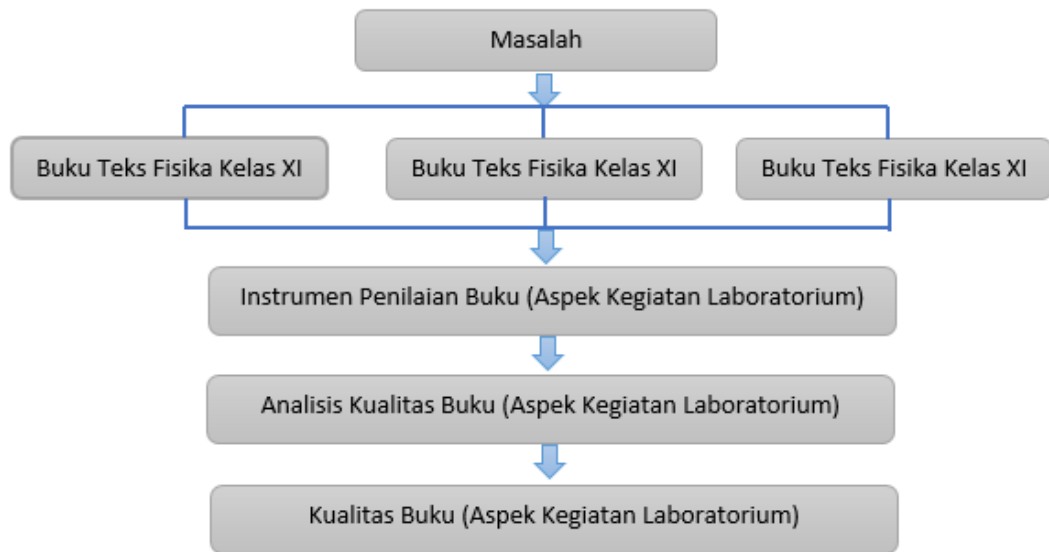 Masalah
Buku Teks Fisika Kelas XI
Buku Teks Fisika Kelas XI
Buku Teks Fisika Kelas XI
Instrumen Penilaian Buku (Aspek Kegiatan Laboratorium)
Analisis Kualitas Buku (Aspek Kegiatan Laboratorium)
Kualitas Buku (Aspek Kegiatan Laboratorium)